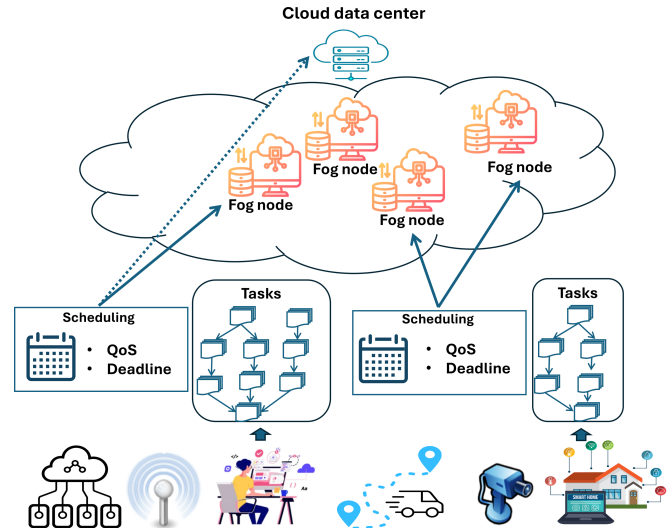 Cloud data center
Fog node
Fog node
Fog node
Fog node
Scheduling
• QoS
• Deadline
Tasks
Scheduling
• QoS
• Deadline
Tasks
</>
Aa
SMART HOME